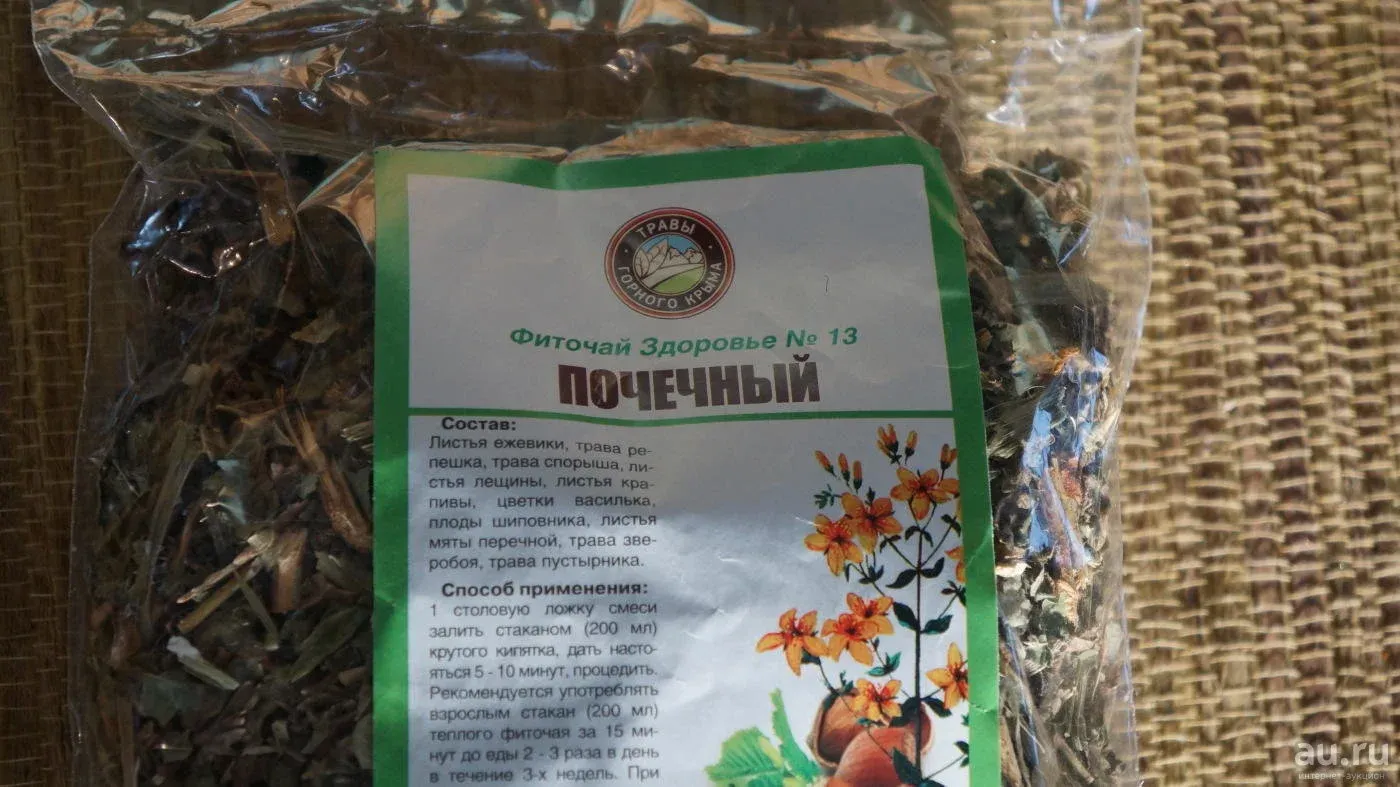 ТРАВЫ
ГОРНОГО КРЫМА
Фиточай Здоровье № 13
ПОЧЕЧНЫЙ
Состав:
Листья ежевики, трава ре-
пешка, трава спорыша, ли-
стья лещины, листья кра-
пивы, цветки василька,
плоды шиповника, листья
мяты перечной, трава зве-
робоя, трава пустырника.
Способ применения:
1 столовую ложку смеси
залить стаканом (200 мл)
крутого кипятка, дать насто-
яться 5 - 10 минут, процедить.
Рекомендуется употреблять
взрослым стакан (200 мл)
теплого фиточая за 15 ми-
нут до еды 2 - 3 раза в день
в течение 3-х недель. При
au.ru
интернет-аукцион